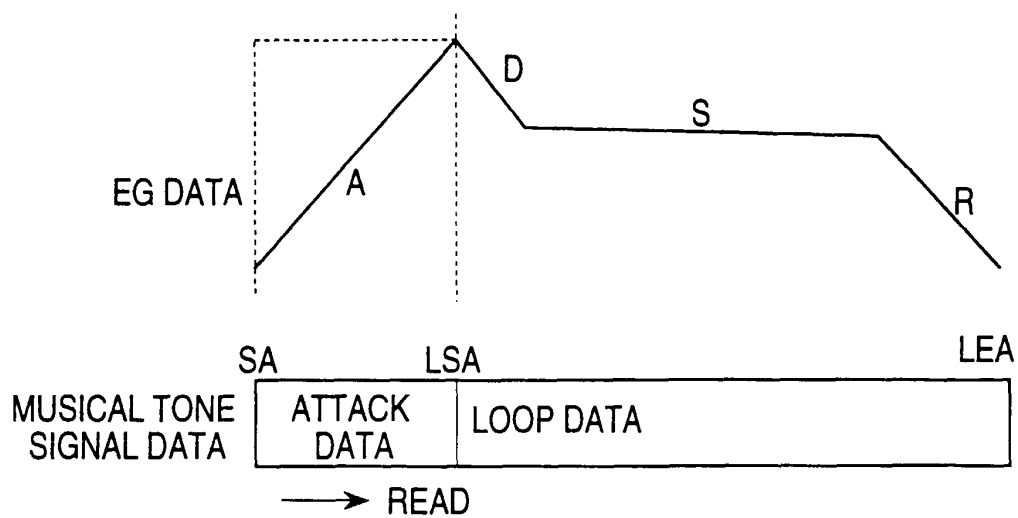 D
S
A
EG DATA
R
SA
LSA
LEA
MUSICAL TONE
SIGNAL DATA
ATTACK
DATA
LOOP DATA
READ